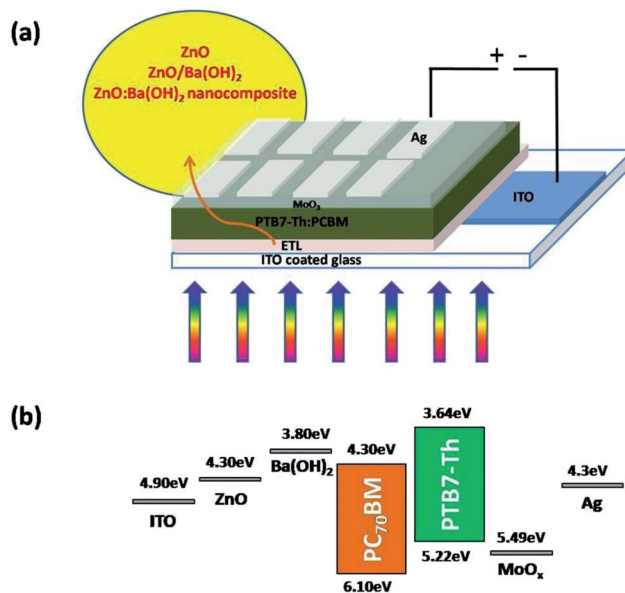 (a)
ZnO
ZnO/Ba(OH)₂
ZnO:Ba(OH)₂ nanocomposite
+ -
Ag
MoOₓ
PTB7-Th:PCBM
ETL
ITO coated glass
ITO
(b)
4.90eV
ITO
4.30eV
ZnO
3.80eV
Ba(OH)₂
4.30eV
PC₇₀BM
6.10eV
3.64eV
PTB7-Th
5.22eV
5.49eV
MoOₓ
4.3eV
Ag